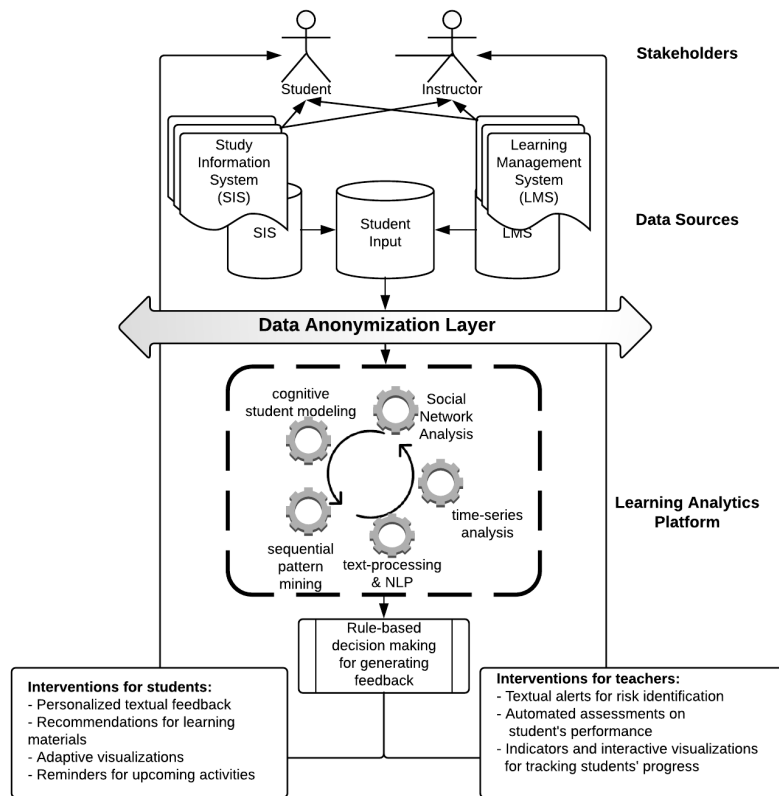 Stakeholders
Student
Instructor
Study
Information
System
(SIS)
Learning
Management
System
(LMS)
Data Sources
SIS
Student
Input
LMS
Data Anonymization Layer
cognitive
student modeling
Social
Network
Analysis
Learning Analytics
Platform
time-series
analysis
sequential
pattern
mining
text-processing
& NLP
Rule-based
decision making
for generating
feedback
Interventions for students:
- Personalized textual feedback
- Recommendations for learning
materials
- Adaptive visualizations
- Reminders for upcoming activities
Interventions for teachers:
- Textual alerts for risk identification
- Automated assessments on
student's performance
- Indicators and interactive visualizations
for tracking students' progress